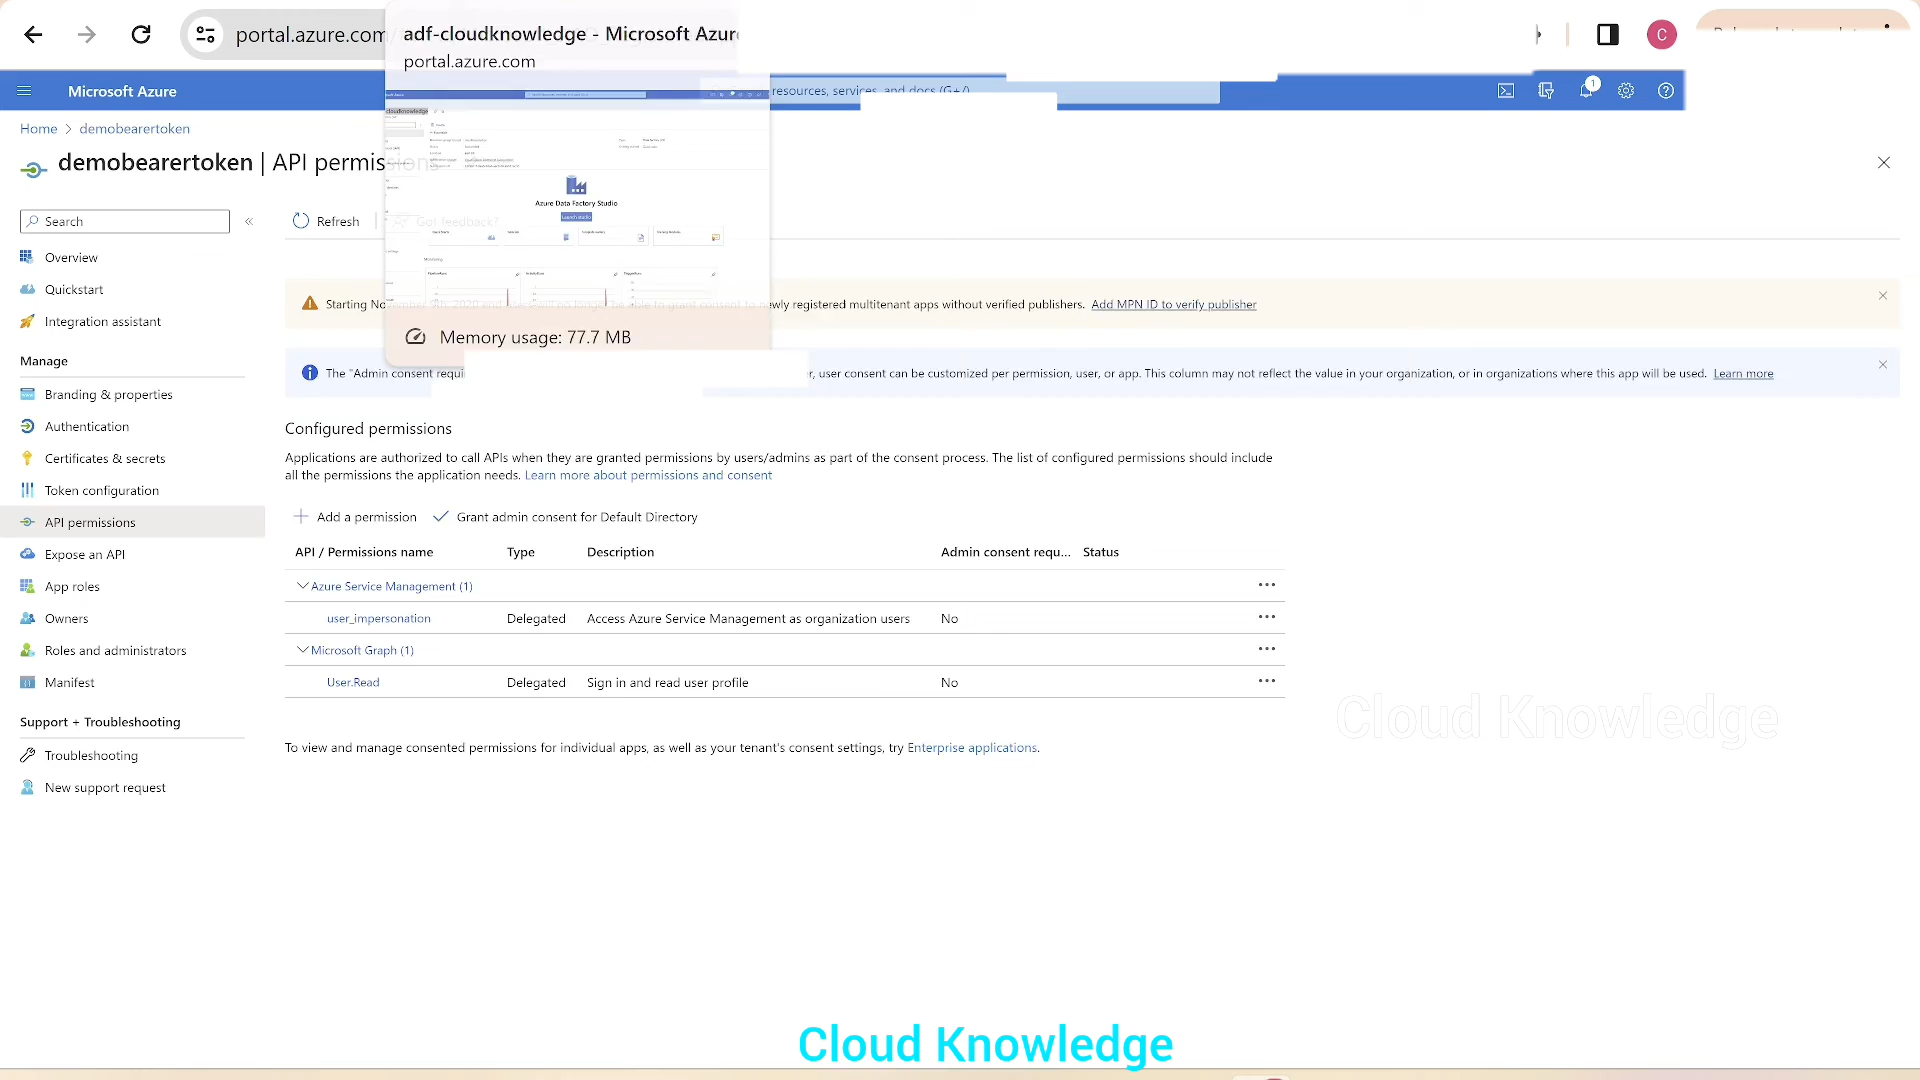 portal.azure.com
adf-cloudknowledge - Microsoft Azure
portal.azure.com
C
Microsoft Azure
resources, services, and docs (G+/)
1
Home > demobearertoken
demobearertoken | API permissions
Search
Refresh
Got feedback?
Azure Data Factory Studio
Launch studio
Overview
Quickstart
Integration assistant
Starting No
newly registered multitenant apps without verified publishers. Add MPN ID to verify publisher
Memory usage: 77.7 MB
The "Admin consent requi
, user consent can be customized per permission, user, or app. This column may not reflect the value in your organization, or in organizations where this app will be used. Learn more
Manage
Branding & properties
Authentication
Certificates & secrets
Token configuration
API permissions
Expose an API
App roles
Owners
Roles and administrators
Manifest
Support + Troubleshooting
Troubleshooting
New support request
Configured permissions
Applications are authorized to call APIs when they are granted permissions by users/admins as part of the consent process. The list of configured permissions should include
all the permissions the application needs. Learn more about permissions and consent
Add a permission
Grant admin consent for Default Directory
API / Permissions name Type Description Admin consent requ... Status
Azure Service Management (1)
user_impersonation Delegated Access Azure Service Management as organization users No
Microsoft Graph (1)
User.Read Delegated Sign in and read user profile No
To view and manage consented permissions for individual apps, as well as your tenant's consent settings, try Enterprise applications.
Cloud Knowledge
Cloud Knowledge